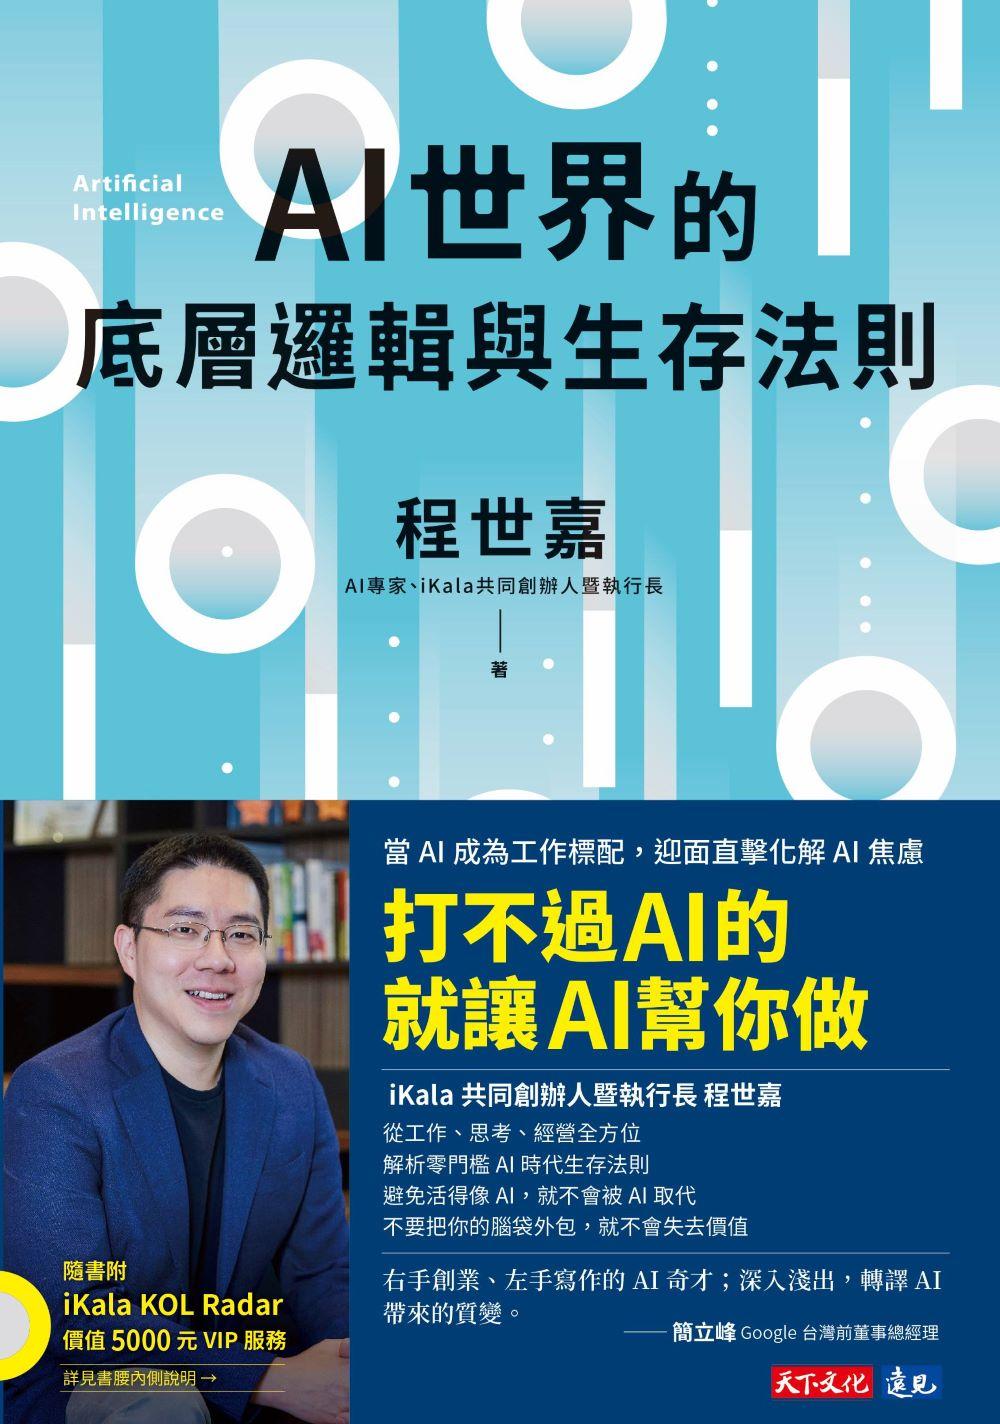 Artificial
Intelligence
AI世界的
底層邏輯與生存法則
程世嘉
AI專家、iKala共同創辦人暨執行長
著
當 AI 成為工作標配，迎面直擊化解 AI 焦慮
打不過AI的
就讓AI幫你做
iKala 共同創辦人暨執行長 程世嘉
從工作、思考、經營全方位
解析零門檻 AI 時代生存法則
避免活得像 AI，就不會被 AI 取代
不要把你的腦袋外包，就不會失去價值
右手創業、左手寫作的 AI 奇才；深入淺出，轉譯 AI
帶來的質變。
—— 簡立峰 Google 台灣前董事總經理
隨書附
iKala KOL Radar
價值 5000 元 VIP 服務
詳見書腰內側說明→
天下文化 遠見